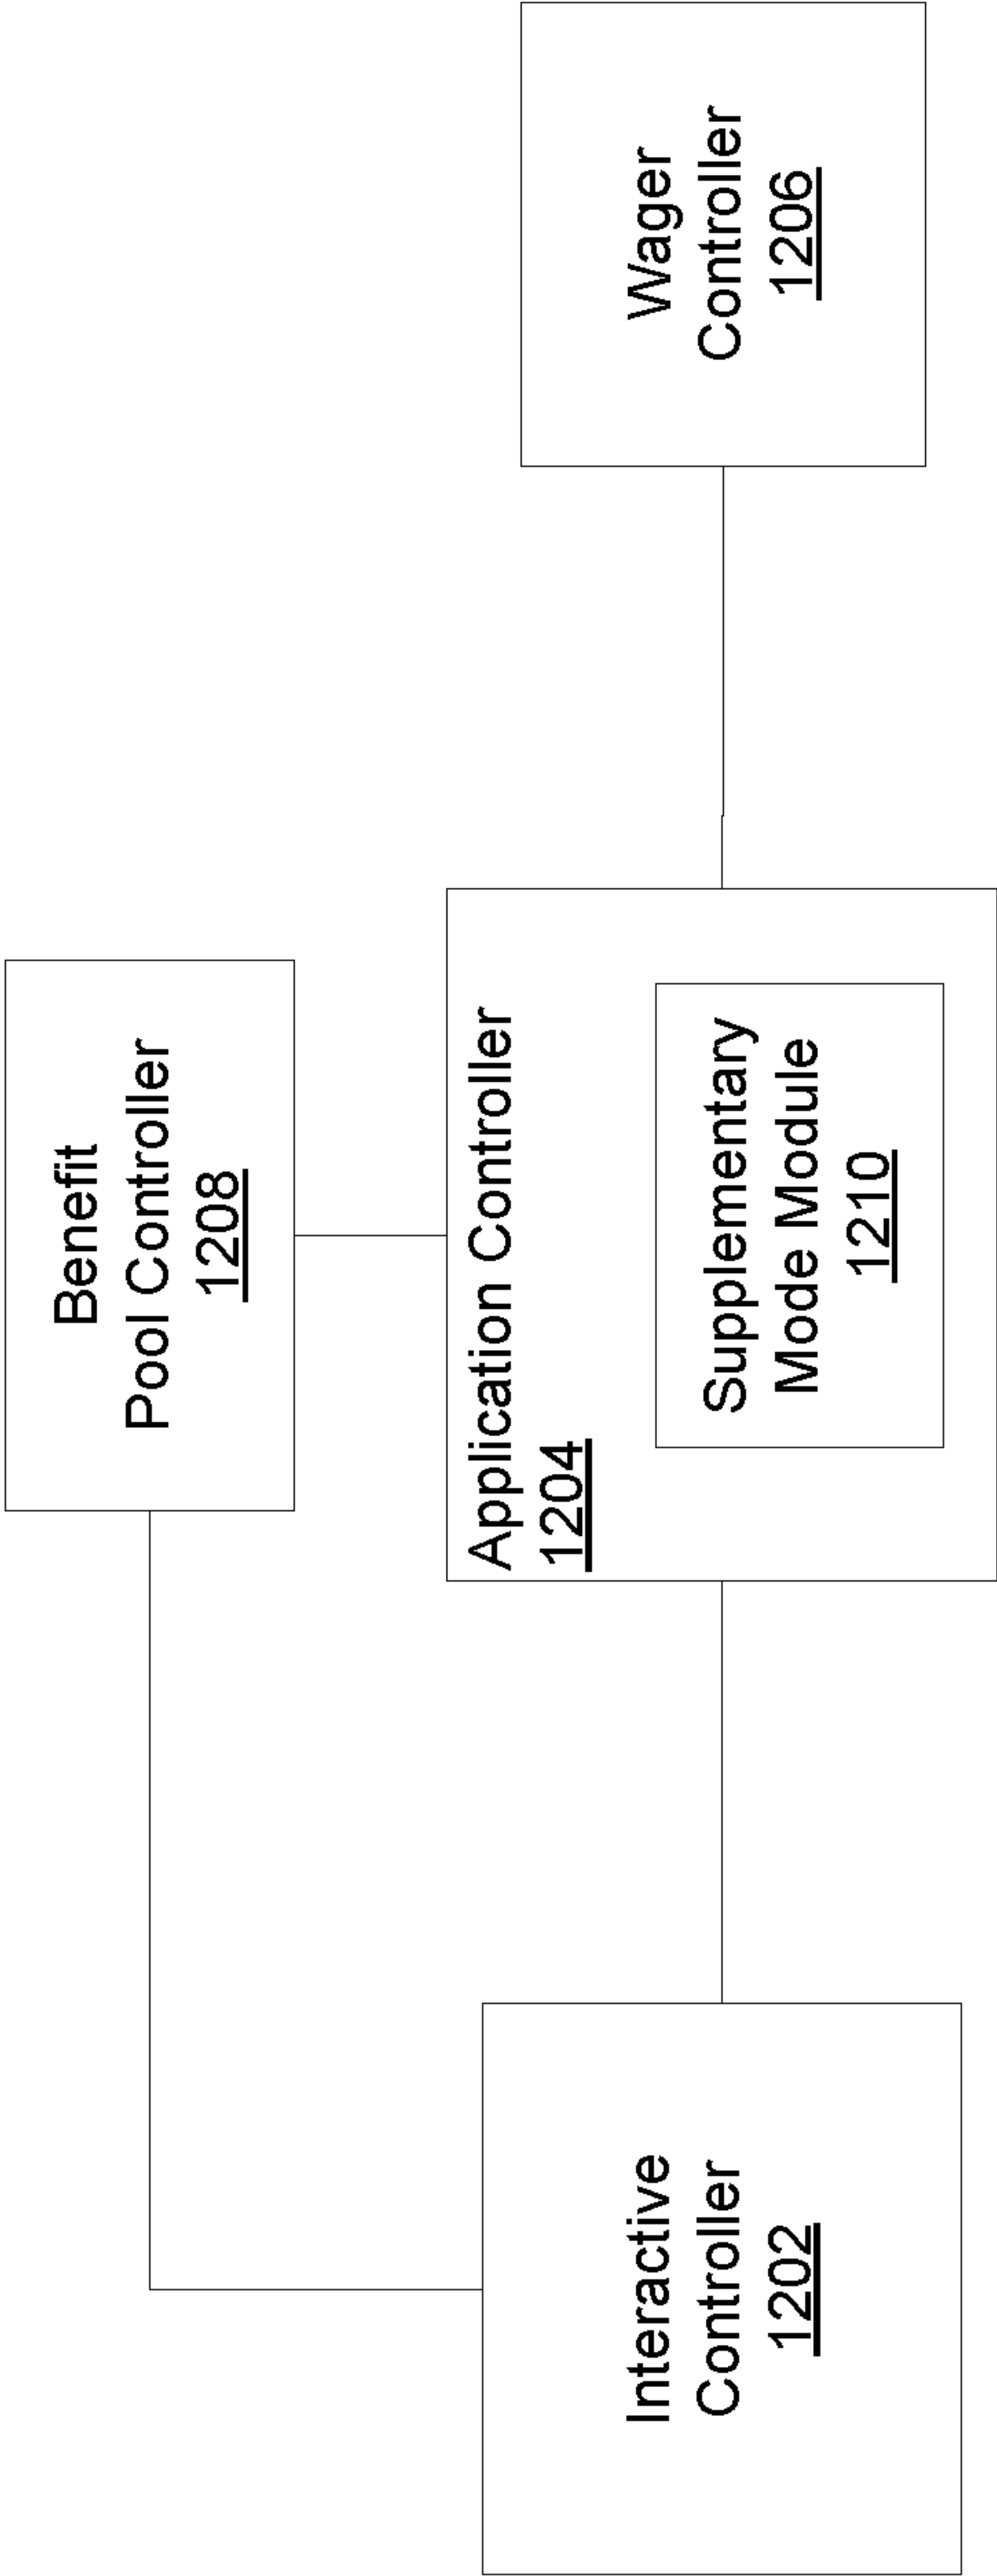 Benefit
Pool Controller
1208
Interactive
Controller
1202
Application Controller
1204
Supplementary
Mode Module
1210
Wager
Controller
1206